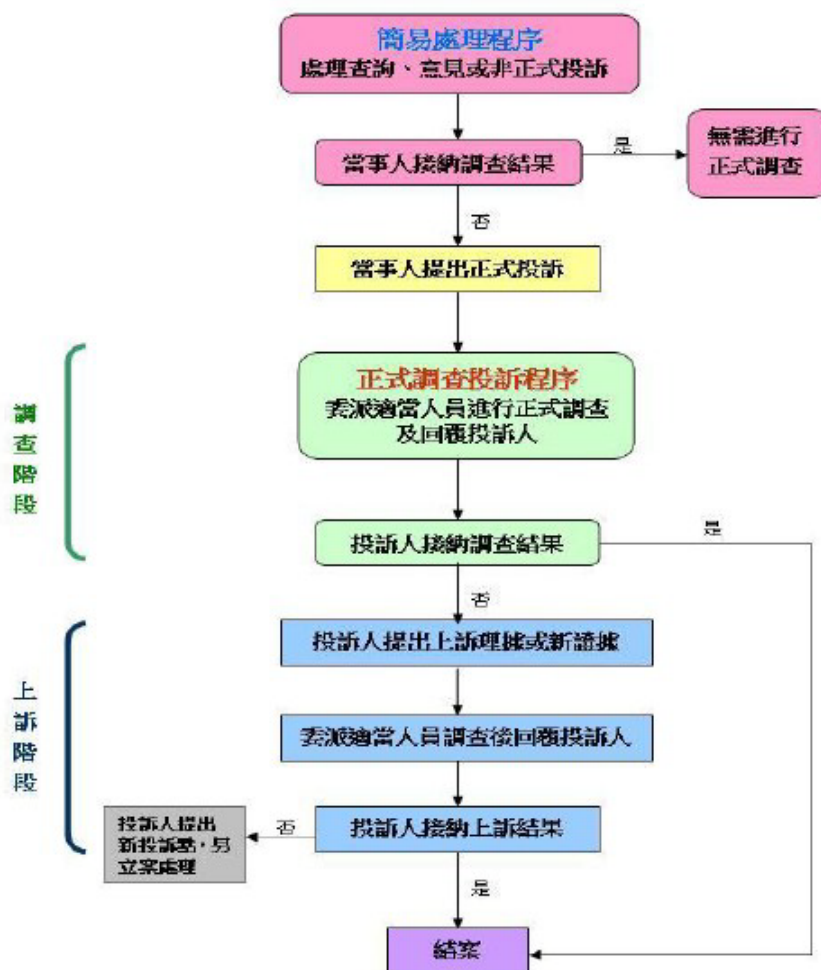 簡易處理程序
處理查詢、意見或非正式投訴
當事人接納調查結果
是
無需進行
正式調查
否
當事人提出正式投訴
調查階段
正式調查投訴程序
委派適當人員進行正式調查
及回覆投訴人
投訴人接納調查結果
是
否
上訴階段
投訴人提出上訴理據或新證據
委派適當人員調查後回覆投訴人
投訴人接納上訴結果
否
投訴人提出
新投訴點，另
立案處理
是
結案